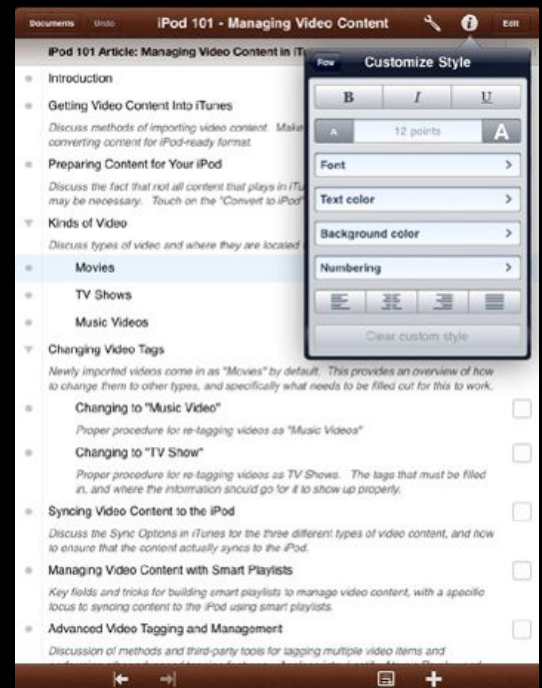 Documents Undo iPod 101 - Managing Video Content Edit
iPod 101 Article: Managing Video Content in
Introduction
Getting Video Content Into iTunes
Discuss methods of importing video content. Make
converting content for iPod-ready format.
Preparing Content for Your iPod
Discuss the fact that not all content that plays in
may be necessary. Touch on the "Convert to iPod"
Kinds of Video
Discuss types of video and where they are located
Movies
TV Shows
Music Videos
Changing Video Tags
Newly imported videos come in as "Movies" by default. This provides an overview of how
to change them to other types, and specifically what needs to be filled out for this to work.
Changing to "Music Video"
Proper procedure for re-tagging videos as "Music Videos"
Changing to "TV Show"
Proper procedure for re-tagging videos as TV Shows. The tags that must be filled
in, and where the information should go for it to show up properly.
Syncing Video Content to the iPod
Discuss the Sync Options in iTunes for the three different types of video content, and how
to ensure that the content actually syncs to the iPod.
Managing Video Content with Smart Playlists
Key fields and tricks for building smart playlists to manage video content, with a specific
focus to syncing content to the iPod using smart playlists.
Advanced Video Tagging and Management
Discussion of methods and third-party tools for tagging multiple video items and
Row Customize Style
B I U
A 12 points A
Font
Text color
Background color
Numbering
Clear custom style